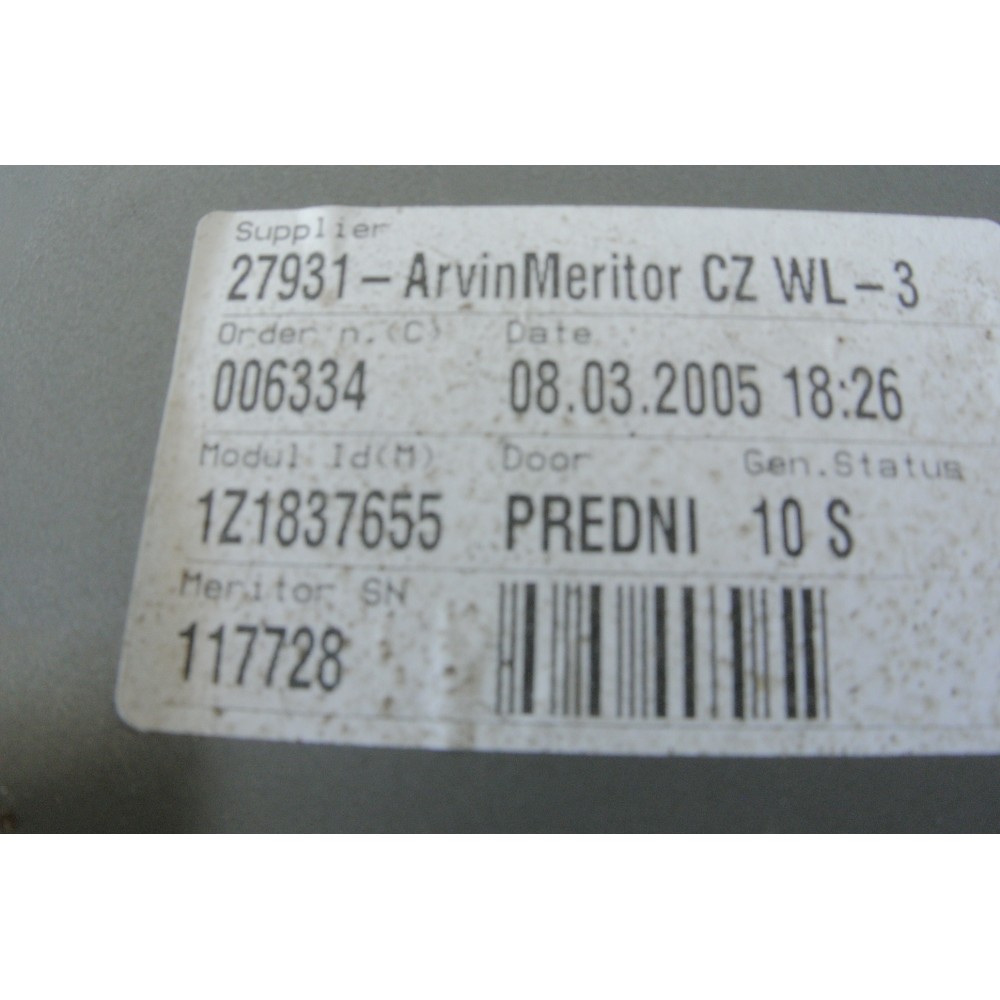 Supplier
27931-ArvinMeritor CZ WL-3
Order n.(C) Date
006334 08.03.2005 18:26
Modul Id(M) Door Gen.Status
1Z1837655 PREDNI 10 S
Meritor SN
117728